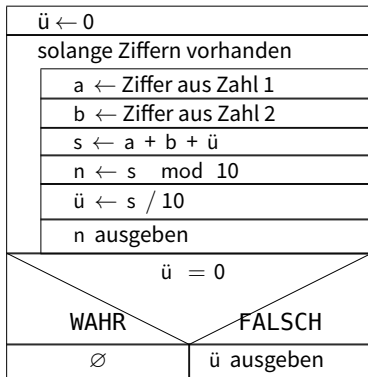 ü ← 0
solange Ziffern vorhanden
a ← Ziffer aus Zahl 1
b ← Ziffer aus Zahl 2
s ← a + b + ü
n ← s mod 10
ü ← s / 10
n ausgeben
ü = 0
WAHR FALSCH
∅ ü ausgeben